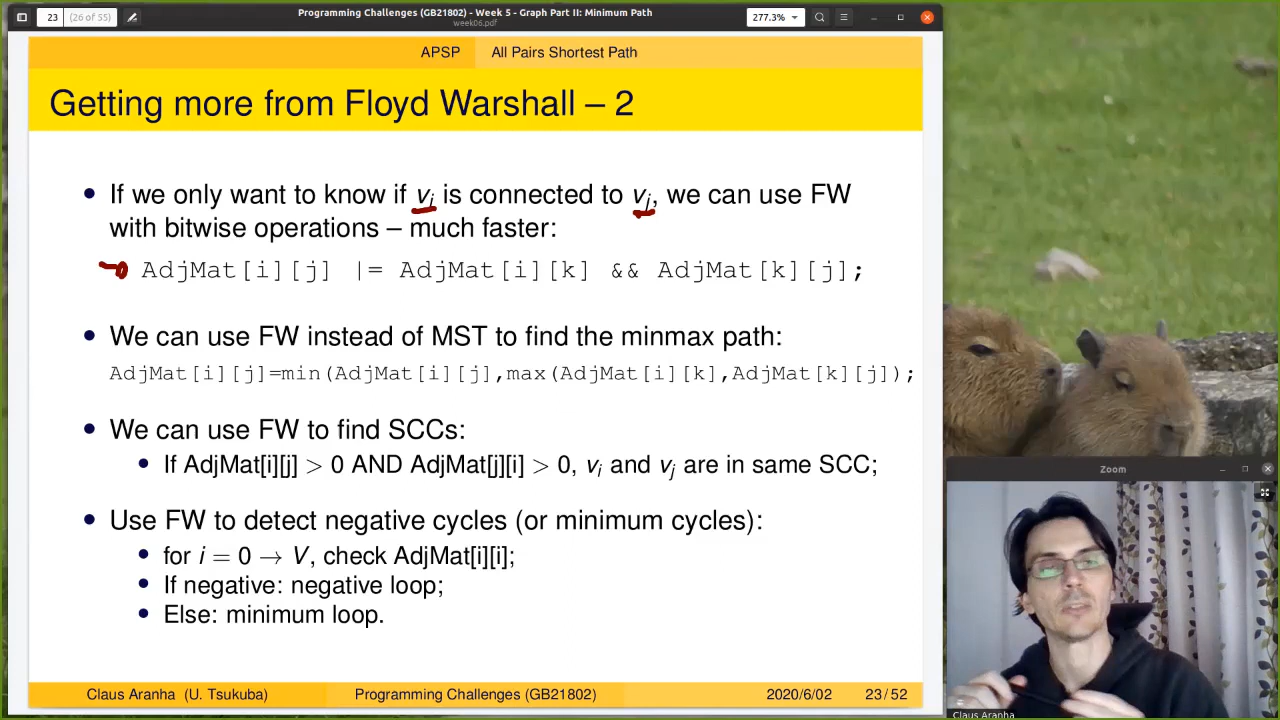 23 (26 of 55) Programming Challenges (GB21802) - Week 5 - Graph Part II: Minimum Path 277.3%
week06.pdf
APSP All Pairs Shortest Path
Getting more from Floyd Warshall – 2
• If we only want to know if vi is connected to vj, we can use FW
with bitwise operations – much faster:
AdjMat[i][j] |= AdjMat[i][k] && AdjMat[k][j];
• We can use FW instead of MST to find the minmax path:
AdjMat[i][j]=min(AdjMat[i][j],max(AdjMat[i][k],AdjMat[k][j]);
• We can use FW to find SCCs:
• If AdjMat[i][j] > 0 AND AdjMat[j][i] > 0, vi and vj are in same SCC;
• Use FW to detect negative cycles (or minimum cycles):
• for i = 0 → V, check AdjMat[i][i];
• If negative: negative loop;
• Else: minimum loop.
Claus Aranha (U. Tsukuba) Programming Challenges (GB21802) 2020/6/02 23/52
Zoom
Claus Aranha